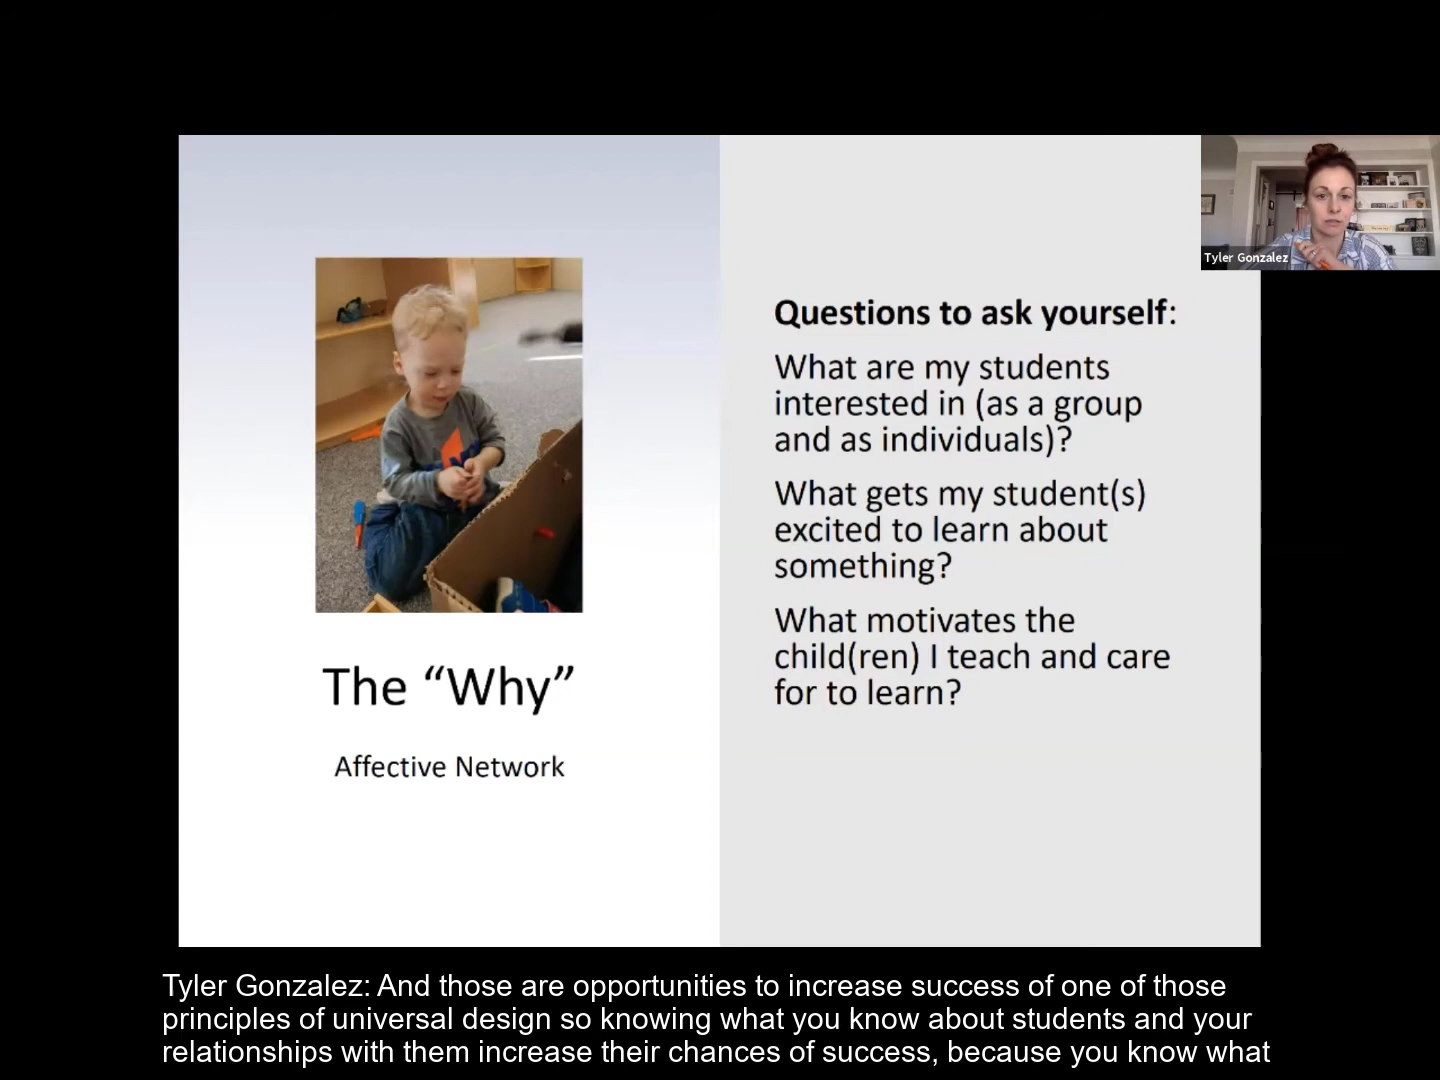 Tyler Gonzalez
Questions to ask yourself:
What are my students
interested in (as a group
and as individuals)?
What gets my student(s)
excited to learn about
something?
What motivates the
child(ren) I teach and care
for to learn?
The “Why”
Affective Network
Tyler Gonzalez: And those are opportunities to increase success of one of those
principles of universal design so knowing what you know about students and your
relationships with them increase their chances of success, because you know what